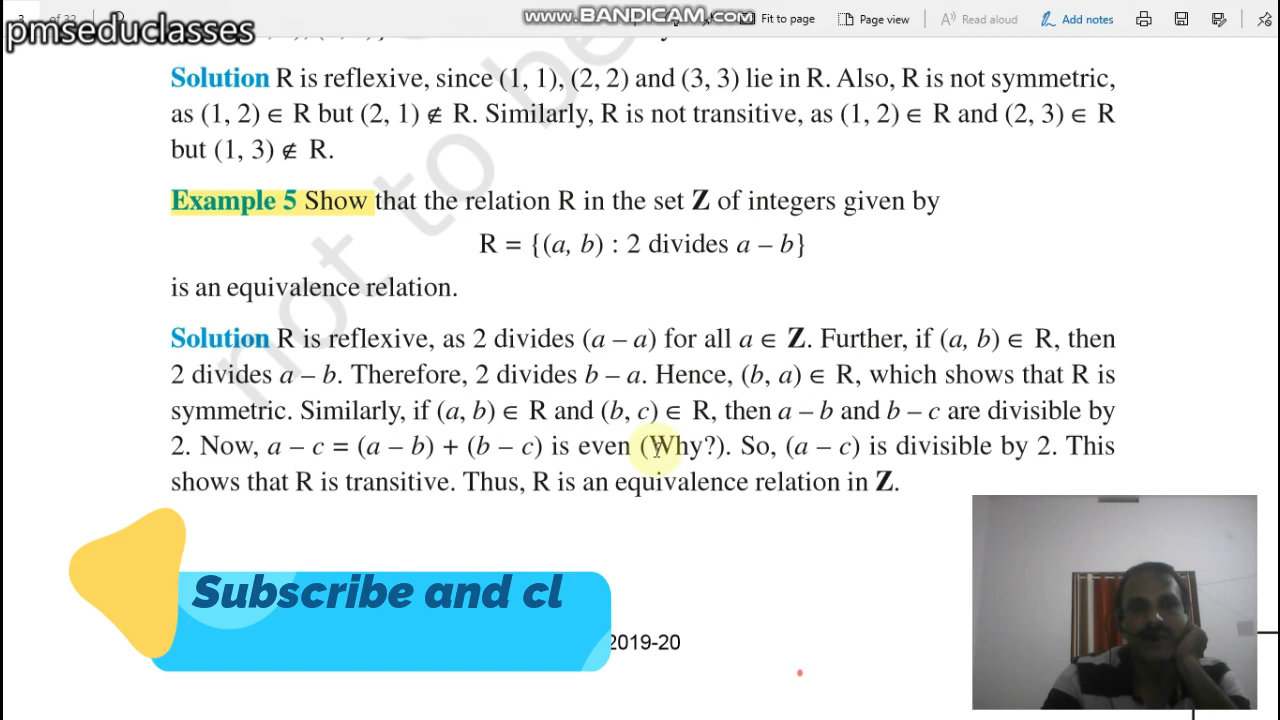 www.BANDICAM.com
3 of 32 Fit to page Page view Read aloud Add notes
pmseduclasses
Solution R is reflexive, since (1, 1), (2, 2) and (3, 3) lie in R. Also, R is not symmetric,
as (1, 2) ∈ R but (2, 1) ∉ R. Similarly, R is not transitive, as (1, 2) ∈ R and (2, 3) ∈ R
but (1, 3) ∉ R.
Example 5 Show that the relation R in the set Z of integers given by
R = {(a, b) : 2 divides a – b}
is an equivalence relation.
Solution R is reflexive, as 2 divides (a – a) for all a ∈ Z. Further, if (a, b) ∈ R, then
2 divides a – b. Therefore, 2 divides b – a. Hence, (b, a) ∈ R, which shows that R is
symmetric. Similarly, if (a, b) ∈ R and (b, c) ∈ R, then a – b and b – c are divisible by
2. Now, a – c = (a – b) + (b – c) is even (Why?). So, (a – c) is divisible by 2. This
shows that R is transitive. Thus, R is an equivalence relation in Z.
not to be
Subscribe and cl
2019-20